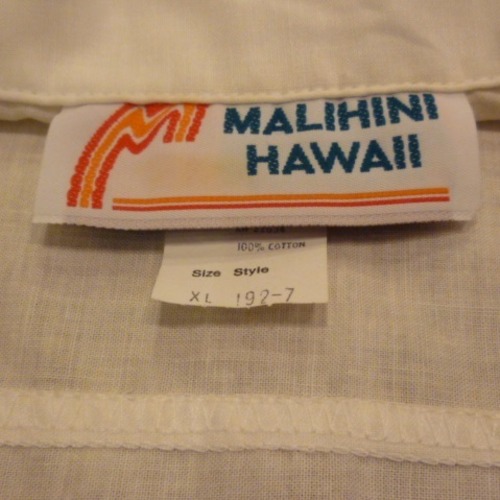 MALIHINI
HAWAII
100% COTTON
Size Style
XL 192-7